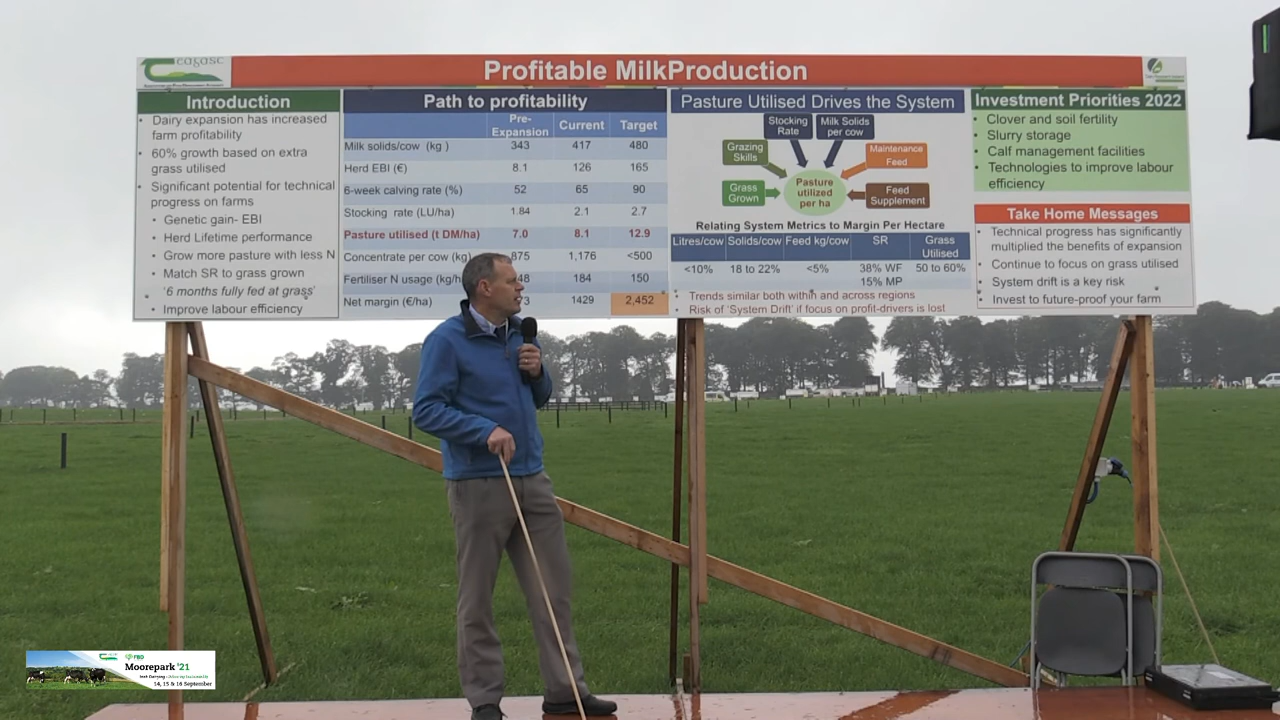 eagasc
Profitable MilkProduction
Introduction
• Dairy expansion has increased
farm profitability
• 60% growth based on extra
grass utilised
• Significant potential for technical
progress on farms
• Genetic gain- EBI
• Herd Lifetime performance
• Grow more pasture with less N
• Match SR to grass grown
'6 months fully fed at grass'
• Improve labour efficiency
Path to profitability
Pre-Expansion Current Target
Milk solids/cow (kg ) 343 417 480
Herd EBI (€) 8.1 126 165
6-week calving rate (%) 52 65 90
Stocking rate (LU/ha) 1.84 2.1 2.7
Pasture utilised (t DM/ha) 7.0 8.1 12.9
Concentrate per cow (kg) 875 1,176 <500
Fertiliser N usage (kg/h 48 184 150
Net margin (€/ha) 73 1429 2,452
Pasture Utilised Drives the System
Stocking
Rate
Milk Solids
per cow
Grazing
Skills
Maintenance
Feed
Grass
Grown
Pasture
utilized
per ha
Feed
Supplement
Relating System Metrics to Margin Per Hectare
Litres/cow Solids/cow Feed kg/cow SR Grass
Utilised
<10% 18 to 22% <5% 38% WF 50 to 60%
15% MP
• Trends similar both within and across regions
Risk of 'System Drift' if focus on profit-drivers is lost
Investment Priorities 2022
• Clover and soil fertility
• Slurry storage
• Calf management facilities
• Technologies to improve labour
efficiency
Take Home Messages
• Technical progress has significantly
multiplied the benefits of expansion
• Continue to focus on grass utilised
• System drift is a key risk
• Invest to future-proof your farm
FBD
Moorepark '21
14, 15 & 16 September